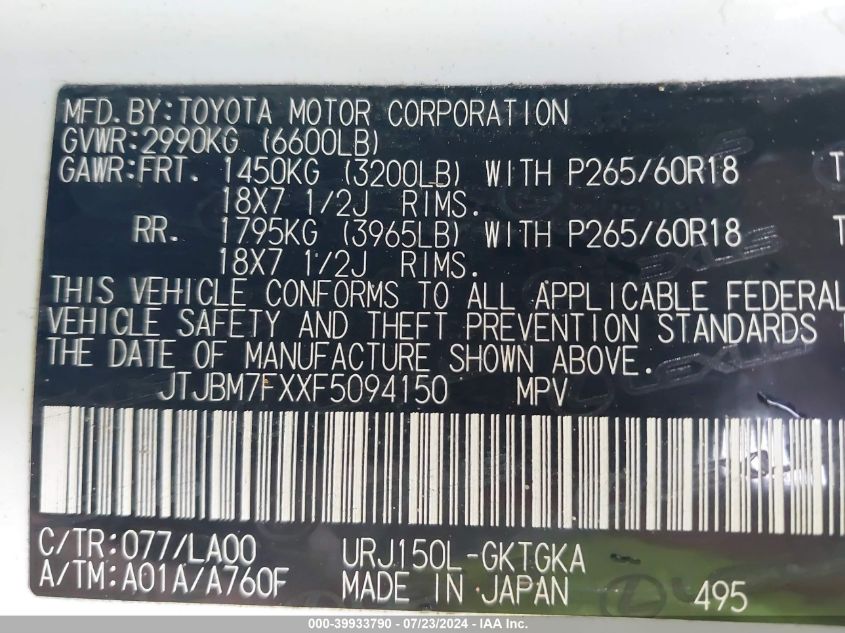 MFD.BY:TOYOTA MOTOR CORPORATION
GVWR:2990KG (6600LB)
GAWR:FRT. 1450KG (3200LB) WITH P265/60R18 T
18X7 1/2J RIMS.
RR. 1795KG (3965LB) WITH P265/60R18 T
18X7 1/2J RIMS.
THIS VEHICLE CONFORMS TO ALL APPLICABLE FEDERAL
VEHICLE SAFETY AND THEFT PREVENTION STANDARDS
THE DATE OF MANUFACTURE SHOWN ABOVE.
JTJBM7FXXF5094150 MPV
C/TR:077/LA00 URJ150L-GKTGKA
A/TM:A01A/A760F MADE IN JAPAN 495
000-39933790 - 07/23/2024 - IAAI.com